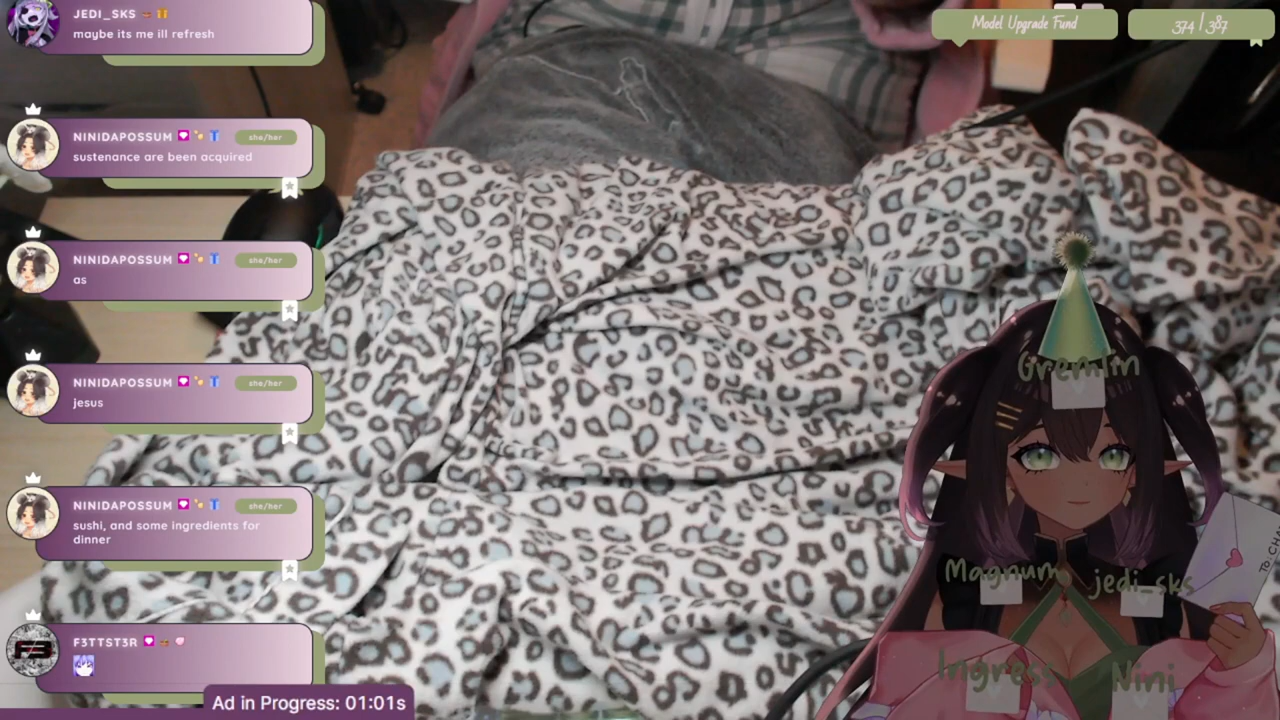 JEDI_SKS
maybe its me ill refresh
NINIDAPOSSUM she/her
sustenance are been acquired
NINIDAPOSSUM she/her
as
NINIDAPOSSUM she/her
jesus
NINIDAPOSSUM she/her
sushi, and some ingredients for
dinner
F3TTST3R
F3
Ad in Progress: 01:01s
Model Upgrade Fund
374 | 387
Gremlin
Magnum
jedi_sks
Ingress
Nini